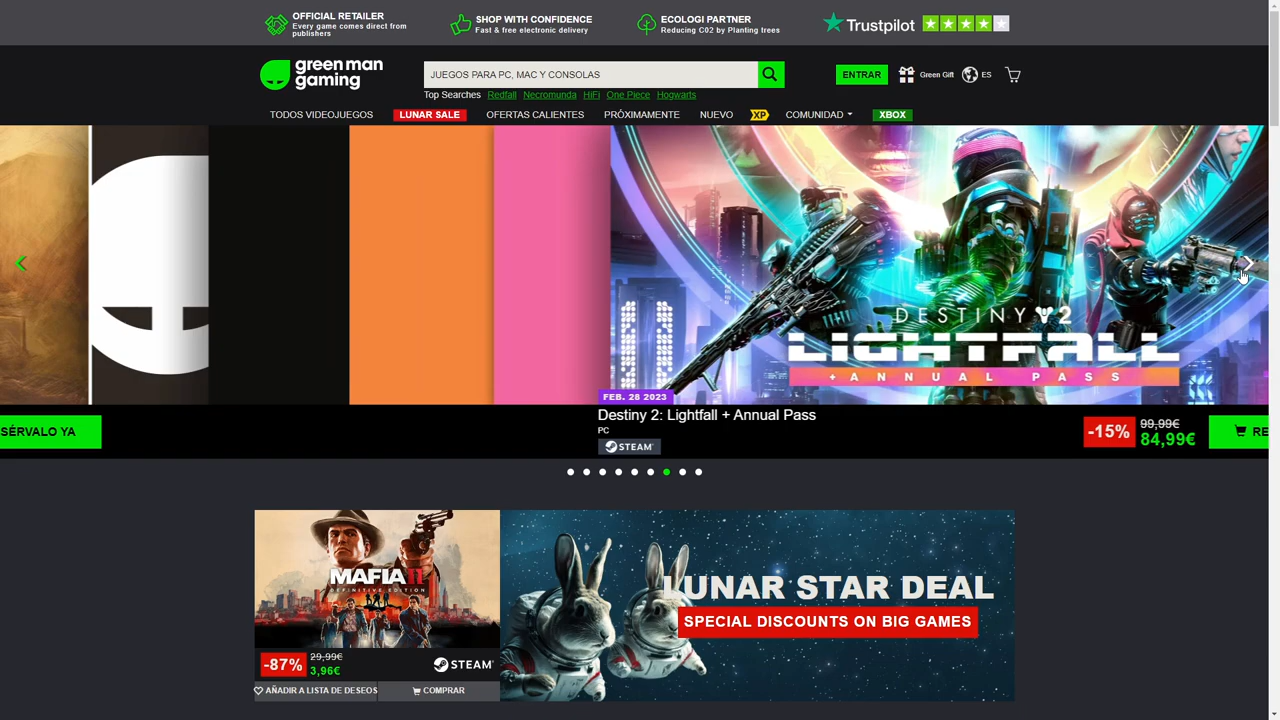 OFFICIAL RETAILER
Every game comes direct from
publishers
SHOP WITH CONFIDENCE
Fast & free electronic delivery
ECOLOGI PARTNER
Reducing C02 by Planting trees
Trustpilot
green man
gaming
JUEGOS PARA PC, MAC Y CONSOLAS
ENTRAR
Green Gift
ES
Top Searches Redfall Necromunda HiFi One Piece Hogwarts
TODOS VIDEOJUEGOS
LUNAR SALE
OFERTAS CALIENTES
PRÓXIMAMENTE
NUEVO
XP
COMUNIDAD
XBOX
DESTINY 2
LIGHTFALL
+ ANNUAL PASS
FEB. 28 2023
SÉRVALO YA
Destiny 2: Lightfall + Annual Pass
PC
STEAM
-15%
99,99€
84,99€
RE
MAFIA II
DEFINITIVE EDITION
-87%
29,99€
3,96€
STEAM
AÑADIR A LISTA DE DESEOS
COMPRAR
LUNAR STAR DEAL
SPECIAL DISCOUNTS ON BIG GAMES